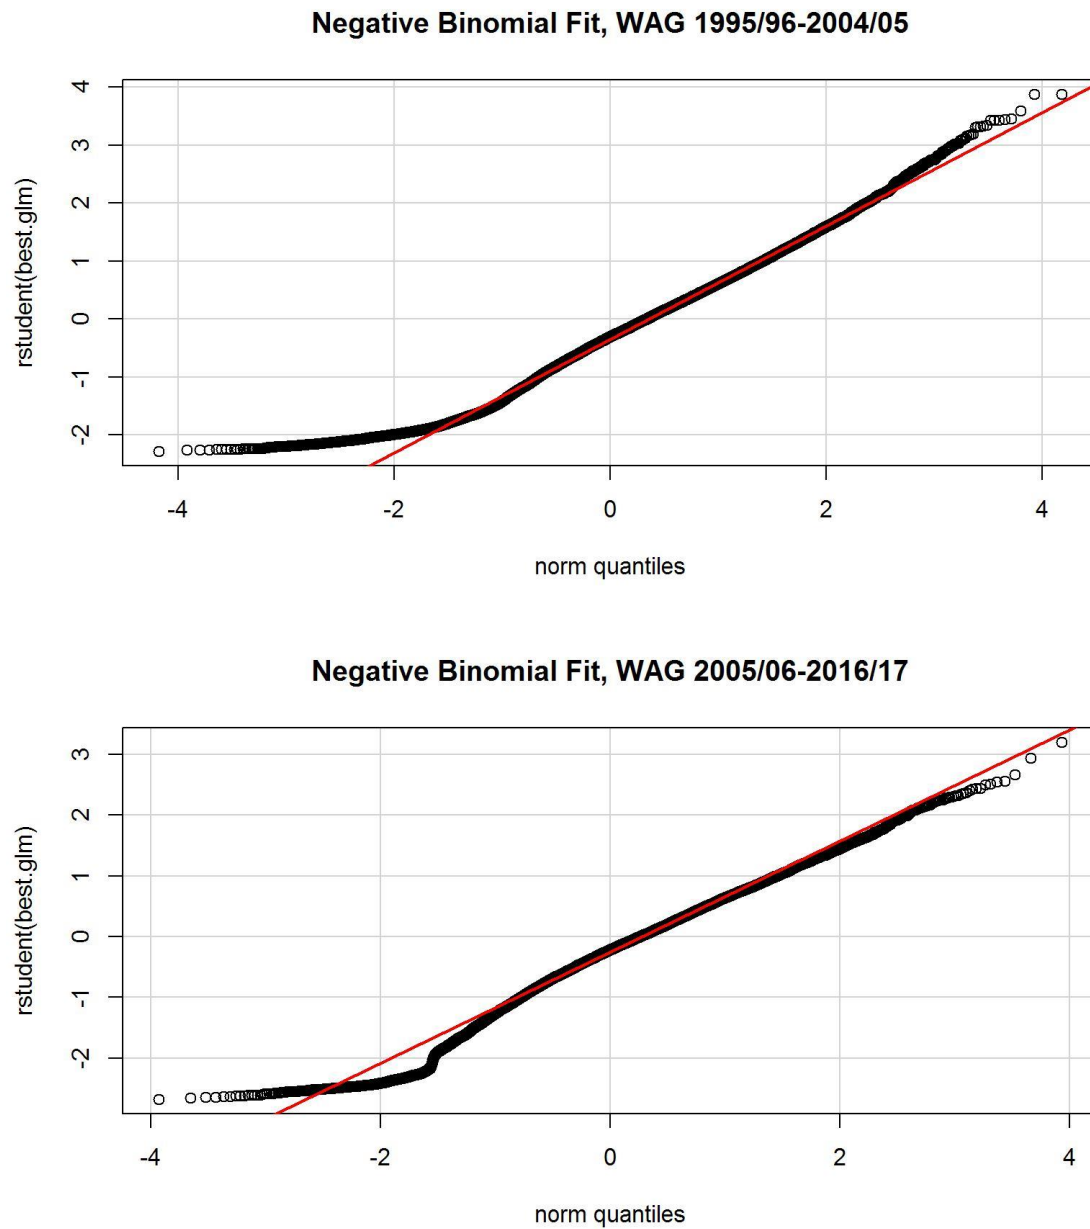 Negative Binomial Fit, WAG 1995/96-2004/05
4
3
2
1
0
-1
-2
rstudent(best.glm)
-4 -2 0 2 4
norm quantiles
Negative Binomial Fit, WAG 2005/06-2016/17
3
2
1
0
-1
-2
rstudent(best.glm)
-4 -2 0 2 4
norm quantiles